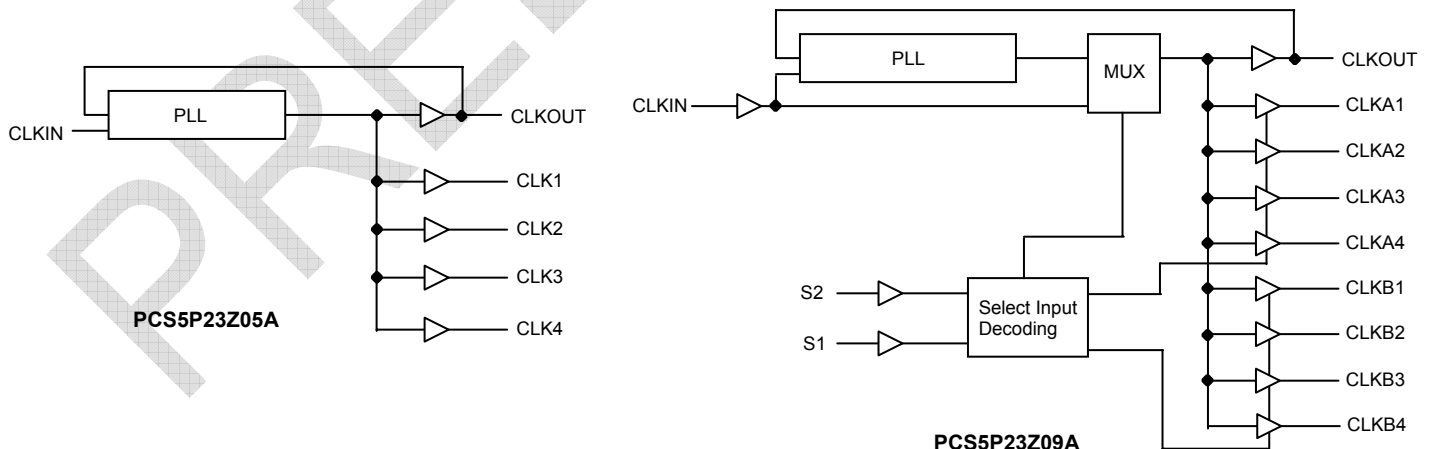 PRE
PLL
CLKIN
CLKOUT
CLK1
CLK2
CLK3
CLK4
PCS5P23Z05A
PLL
MUX
CLKIN
CLKOUT
CLKA1
CLKA2
CLKA3
CLKA4
S2
S1
Select Input
Decoding
CLKB1
CLKB2
CLKB3
CLKB4
PCS5P23Z09A